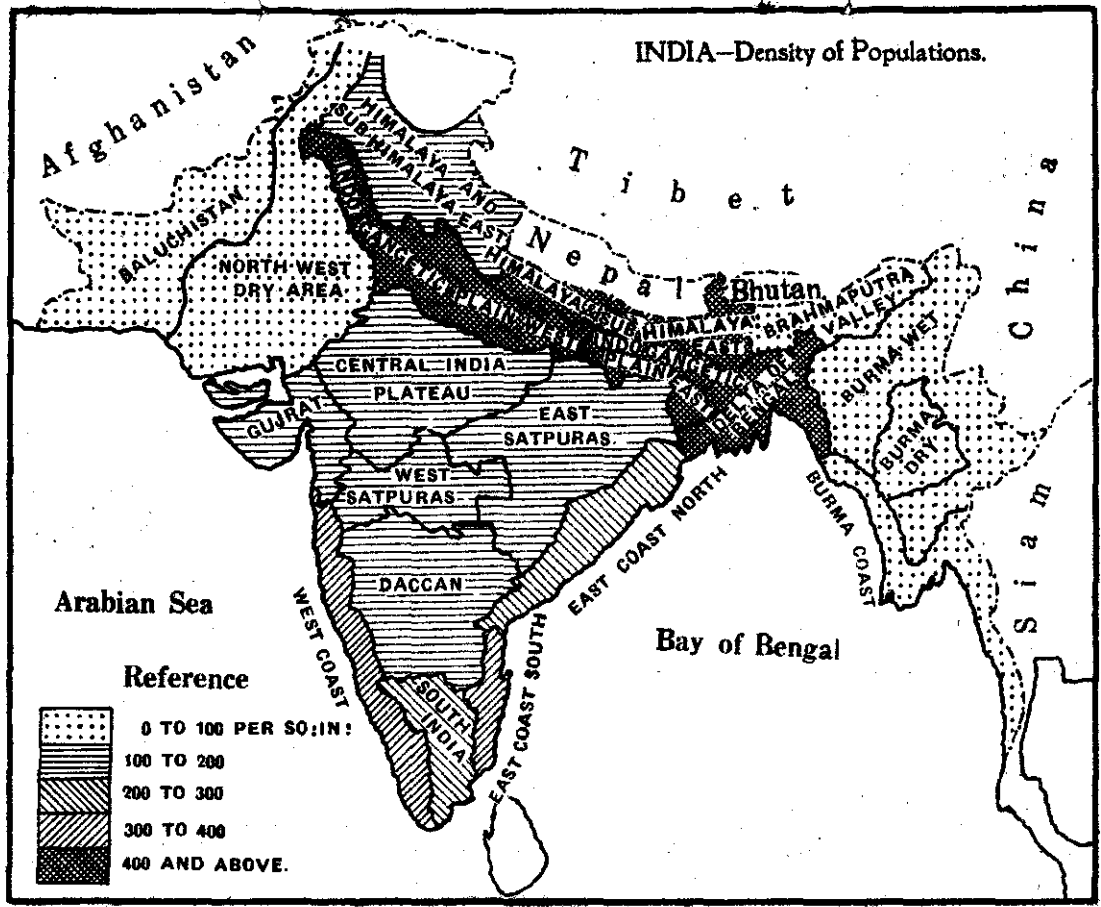 INDIA—Density of Populations.
Afghanistan
Tibet
China
HIMALAYA AND
SUB HIMALAYA EAST
BALUCHISTAN
NORTH WEST
DRY AREA
INDOGANGETIC PLAIN WEST
Nepal
HIMALAYA SUB HIMALAYA
EAST
Bhutan
BRAHMAPUTRA
VALLEY
INDOGANGETIC
PLAIN EAST
DELTA OF
BENGAL
BURMA WET
BURMA
DRY
CENTRAL INDIA
PLATEAU
GUJRAT
EAST
SATPURAS
WEST
SATPURAS
EAST COAST NORTH
BURMA COAST
Siam
DACCAN
Arabian Sea
WEST COAST
Bay of Bengal
SOUTH
INDIA
EAST COAST SOUTH
Reference
0 TO 100 PER SQ:IN:
100 TO 200
200 TO 300
300 TO 400
400 AND ABOVE.